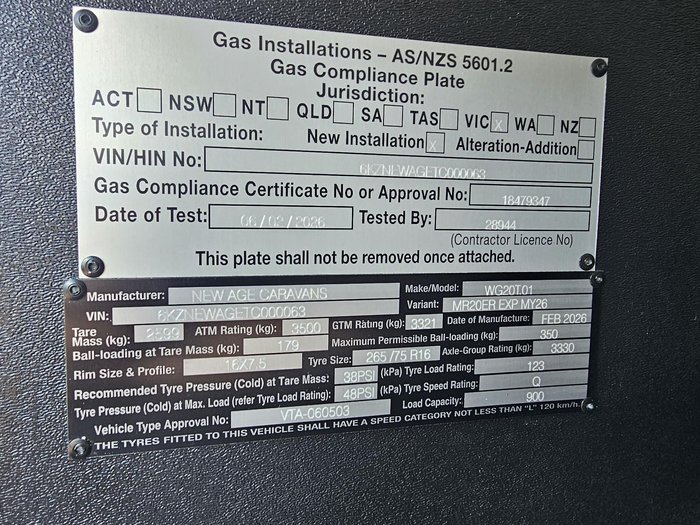 Gas Installations – AS/NZS 5601.2
Gas Compliance Plate
Jurisdiction:
ACT NSW NT QLD SA TAS VIC X WA NZ
Type of Installation: New Installation X Alteration-Addition
VIN/HIN No: 6KZNEWAGETC000063
Gas Compliance Certificate No or Approval No: 18479347
Date of Test: 06/02/2026 Tested By: 28944
(Contractor Licence No)
This plate shall not be removed once attached.
Manufacturer: NEW AGE CARAVANS Make/Model: WG20T.01
VIN: 6KZNEWAGETC000063 Variant: MR20ER EXP MY26
Tare Mass (kg): 2599 ATM Rating (kg): 3500 GTM Rating (kg): 3321 Date of Manufacture: FEB 2026
Ball-loading at Tare Mass (kg): 179 Maximum Permissible Ball-loading (kg): 350
Rim Size & Profile: 16X7.5 Tyre Size: 265/75 R16 Axle-Group Rating (kg): 3330
Recommended Tyre Pressure (Cold) at Tare Mass: 38PSI (kPa) Tyre Load Rating: 123
Tyre Pressure (Cold) at Max. Load (refer Tyre Load Rating): 48PSI (kPa) Tyre Speed Rating: Q
Vehicle Type Approval No: VTA-060503 Load Capacity: 900
THE TYRES FITTED TO THIS VEHICLE SHALL HAVE A SPEED CATEGORY NOT LESS THAN "L" 120 km/h.